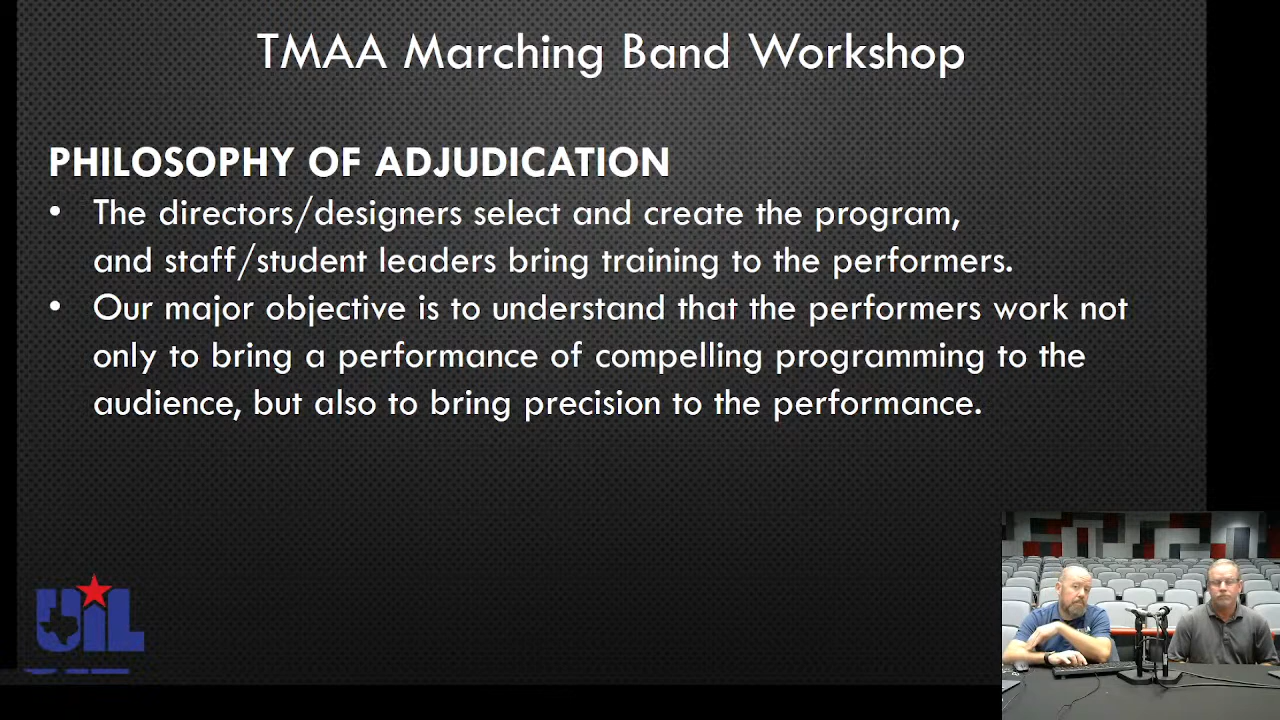 TMAA Marching Band Workshop
PHILOSOPHY OF ADJUDICATION
• The directors/designers select and create the program,
and staff/student leaders bring training to the performers.
• Our major objective is to understand that the performers work not
only to bring a performance of compelling programming to the
audience, but also to bring precision to the performance.
UIL